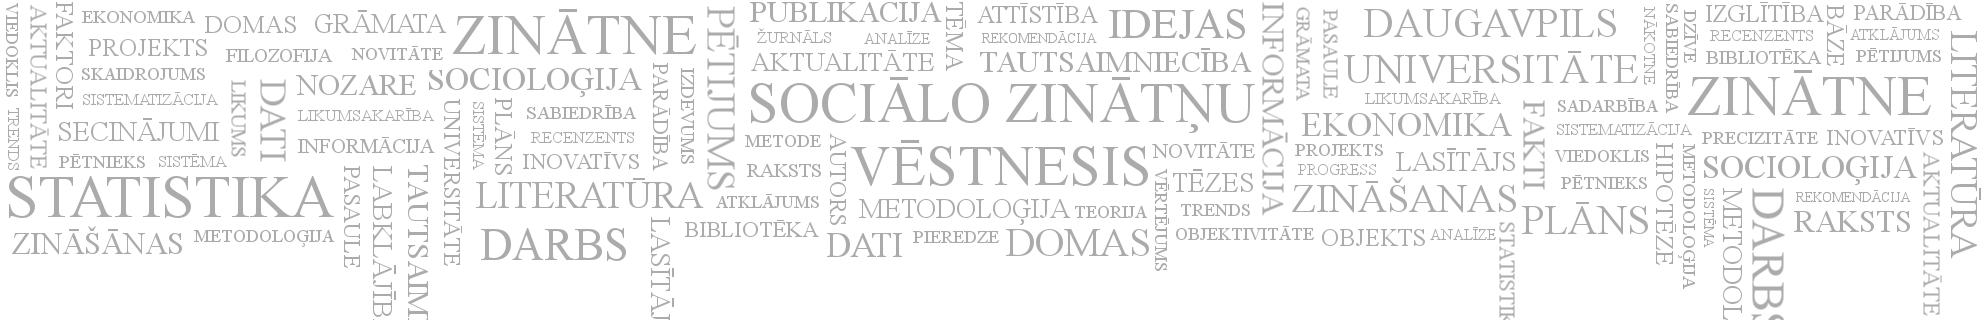 VIEDOKLIS
TRENDS
AKTUALITĀTE
FAKTORI
EKONOMIKA
DOMAS
GRĀMATA
ZINĀTNE
PROJEKTS
FILOZOFIJA
NOVITĀTE
SKAIDROJUMS
SISTEMATIZĀCIJA
LIKUMS
DATI
NOZARE
SOCIOLOĢIJA
LIKUMSAKARĪBA
SECINĀJUMI
INFORMĀCIJA
PĒTNIEKS
SISTĒMA
STATISTIKA
ZINĀŠĀNAS
METODOLOĢIJA
PASAULE
LABKLĀJĪB
TAUTSAIM
UNIVERSITĀTE
SISTĒMA
PLĀNS
SABIEDRĪBA
RECENZENTS
INOVATĪVS
LITERATŪRA
DARBS
PARĀDĪBA
IZDEVUMS
PĒTĪJUMS
LASĪTĀJ
ATKLĀJUMS
BIBLIOTĒKA
PUBLIKĀCIJA
TĒMA
ATTĪSTĪBA
IDEJAS
ŽURNĀLS
ANALĪZE
REKOMENDĀCIJA
AKTUALITĀTE
TAUTSAIMNIECĪBA
SOCIĀLO ZINĀTŅU
VĒSTNESIS
METODE
RAKSTS
AUTORS
NOVITĀTE
TĒZES
VĒRTĒJUMS
METODOLOĢIJA
TEORIJA
TRENDS
DATI
PIEREDZE
DOMAS
OBJEKTIVITĀTE
INFORMĀCIJA
GRĀMATA
PASAULE
DAUGAVPILS
UNIVERSITĀTE
LIKUMSAKARĪBA
EKONOMIKA
PROJEKTS
PROGRESS
LASĪTĀJS
ZINĀŠANAS
OBJEKTS
ANALĪZE
STATISTIK
FAKTI
PLĀNS
NĀKOTNE
SABIEDRĪBA
DZĪVE
IZGLĪTĪBA
BĀZE
PARĀDĪBA
RECENZENTS
ATKLĀJUMS
BIBLIOTĒKA
PĒTĪJUMS
ZINĀTNE
SADARBĪBA
SISTEMATIZĀCIJA
PRECIZITĀTE
INOVATĪVS
VIEDOKLIS
PĒTNIEKS
HIPOTĒZE
METODOLOĢIJA
SOCIOLOĢIJA
SISTĒMA
METODOL
DARBS
REKOMENDĀCIJA
RAKSTS
AKTUALITĀTE
LITERATŪRA